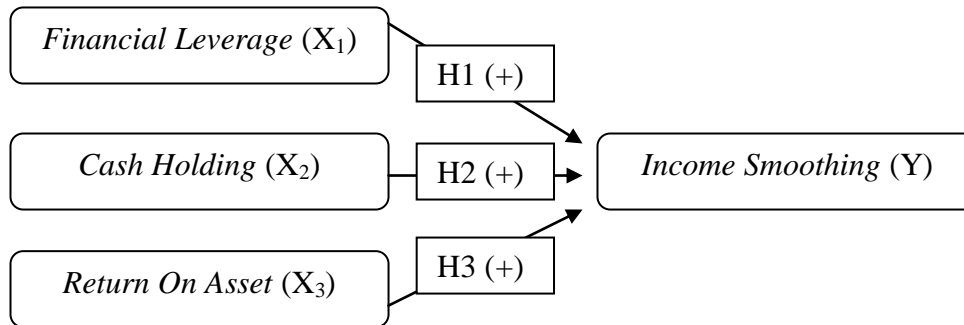 Financial Leverage (X₁)
H1 (+)
Cash Holding (X₂)
H2 (+)
Income Smoothing (Y)
H3 (+)
Return On Asset (X₃)